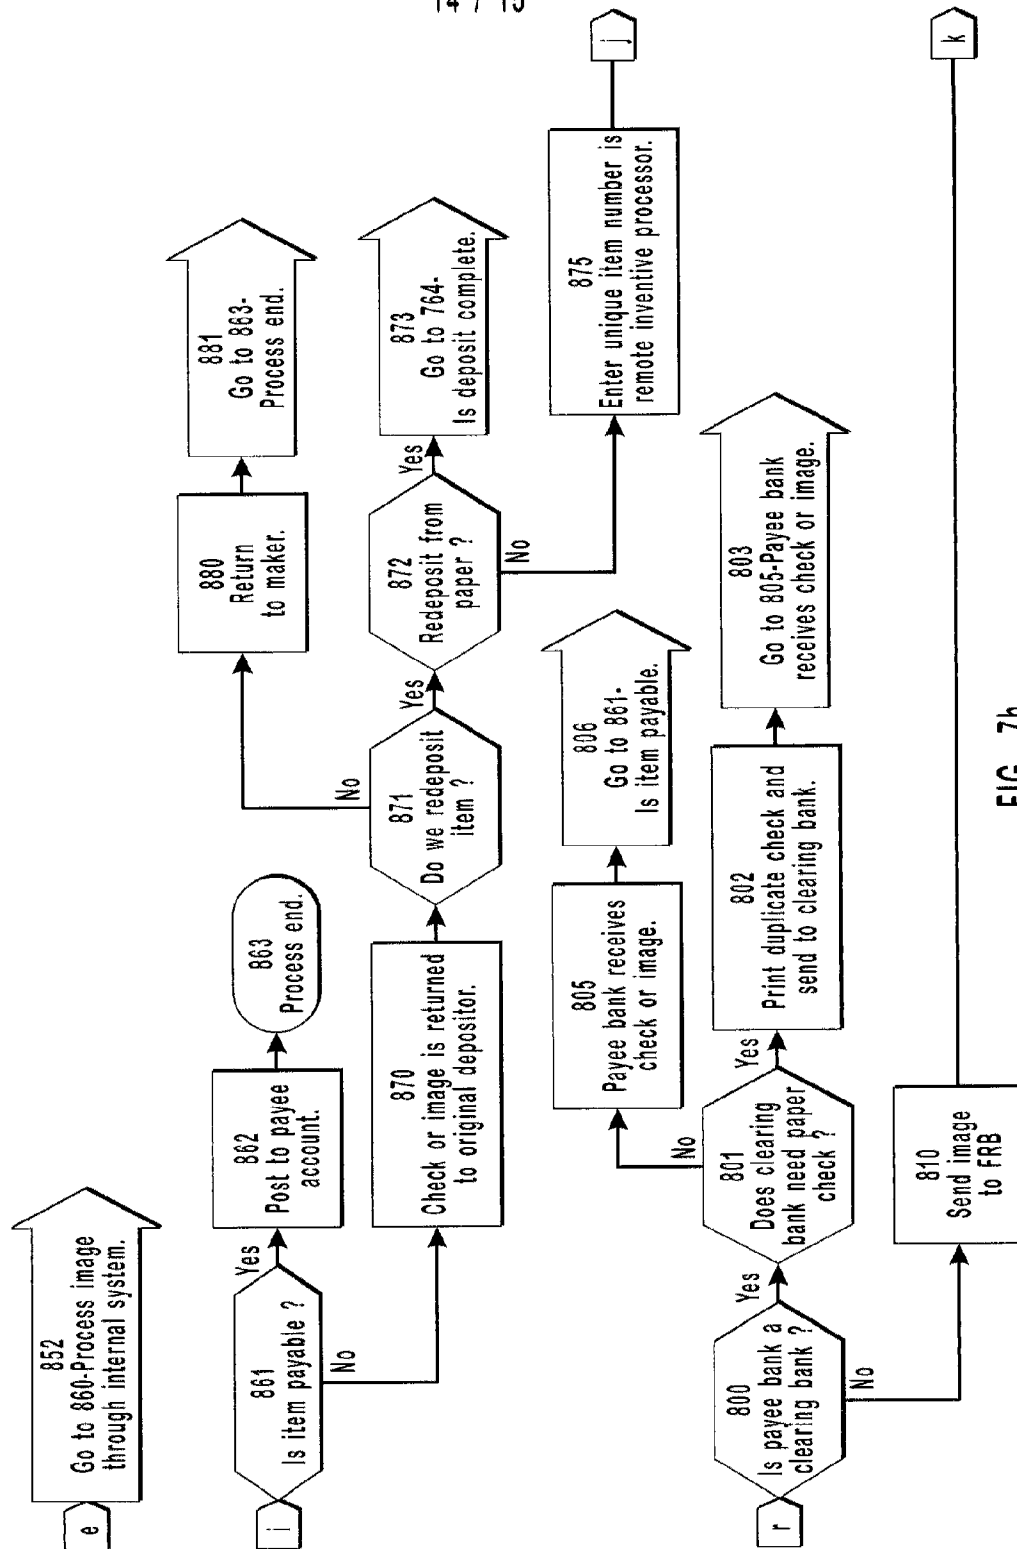 14 / 15
e
852
Go to 860-Process image
through internal system.
i
861
Is item payable ?
Yes
862
Post to payee
account.
863
Process end.
No
870
Check or image is returned
to original depositor.
871
Do we redeposit
item ?
No
880
Return
to maker.
881
Go to 863-
Process end.
Yes
872
Redeposit from
paper ?
Yes
873
Go to 764-
Is deposit complete.
No
875
Enter unique item number is
remote inventive processor.
j
r
800
Is payee bank a
clearing bank ?
Yes
801
Does clearing
bank need paper
check ?
No
805
Payee bank receives
check or image.
806
Go to 861-
Is item payable.
Yes
802
Print duplicate check and
send to clearing bank.
803
Go to 805-Payee bank
receives check or image.
No
810
Send image
to FRB
k
FIG. 7h